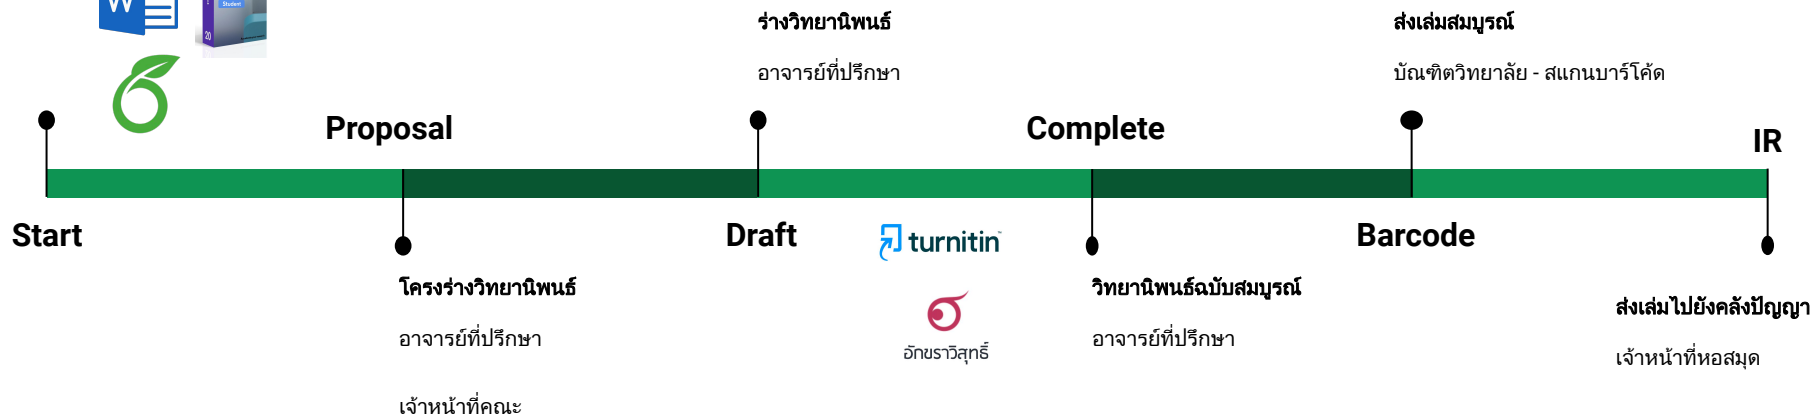 W
Student
20
ร่างวิทยานิพนธ์
อาจารย์ที่ปรึกษา
ส่งเล่มสมบูรณ์
บัณฑิตวิทยาลัย - สแกนบาร์โค้ด
Proposal
Complete
IR
Start
Draft
Barcode
turnitin
อักขราวิสุทธิ์
โครงร่างวิทยานิพนธ์
อาจารย์ที่ปรึกษา
เจ้าหน้าที่คณะ
วิทยานิพนธ์ฉบับสมบูรณ์
อาจารย์ที่ปรึกษา
ส่งเล่มไปยังคลังปัญญา
เจ้าหน้าที่หอสมุด